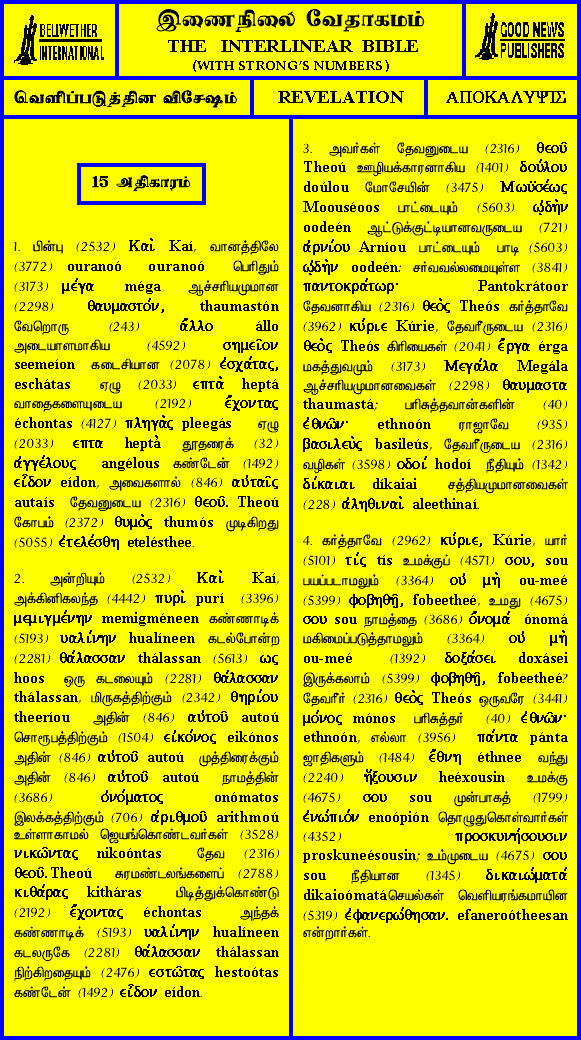 BELLWETHER
INTERNATIONAL
இணைநிலை வேதாகமம்
THE INTERLINEAR BIBLE
(WITH STRONG'S NUMBERS)
GOOD NEWS
PUBLISHERS
வெளிப்படுத்தின விசேஷம்
REVELATION
ΑΠΟΚΑΛΥΨΙΣ
15 அதிகாரம்
1. பின்பு (2532) Καὶ Kaí, வானத்திலே
(3772) ouranoó ouranoó பெரிதும்
(3173) μέγα méga ஆச்சரியமுமான
(2298) θαυμαστόν, thaumastón
வேறொரு (243) ἄλλο állo
அடையாளமாகிய (4592) σημεῖον
seemeíon கடைசியான (2078) ἐσχάτας,
eschátas ஏழு (2033) επτὰ heptá
வாதைகளையுடைய (2192) ἔχοντας
échontas (4127) πληγὰς pleegás ஏழு
(2033) επτα heptà தூதரைக் (32)
ἀγγέλους angélous கண்டேன் (1492)
εἶδον eídon, அவைகளால் (846) αὐταῖς
autaís தேவனுடைய (2316) θεοῦ. Theoú
கோபம் (2372) θυμὸς thumós முடிகிறது
(5055) ἐτελέσθη etelésthee.
2. அன்றியும் (2532) Καὶ Kaí,
அக்கினிகலந்த (4442) πυρὶ purí (3396)
μεμιγμένην memigméneen கண்ணாடிக்
(5193) υαλίνην hualíneen கடல்போன்ற
(2281) θάλασσαν thálassan (5613) ως
hoos ஒரு கடலையும் (2281) θάλασσαν
thálassan, மிருகத்திற்கும் (2342) θηρίου
theeríou அதின் (846) αὐτοῦ autoú
சொரூபத்திற்கும் (1504) εἰκόνος eikónos
அதின் (846) αὐτοῦ autoú முத்திரைக்கும்
அதின் (846) αὐτοῦ autoú நாமத்தின்
(3686) ὀνόματος onómatos
இலக்கத்திற்கும் (706) ἀριθμοῦ arithmoú
உள்ளாகாமல் ஜெயங்கொண்டவர்கள் (3528)
νικῶντας nikoóntas தேவ (2316)
θεοῦ. Theoú சுரமண்டலங்களைப் (2788)
κιθάρας kitháras பிடித்துக்கொண்டு
(2192) ἔχοντας échontas அந்தக்
கண்ணாடிக் (5193) υαλίνην hualíneen
கடலருகே (2281) θάλασσαν thálassan
நிற்கிறதையும் (2476) εστῶτας hestoótas
கண்டேன் (1492) εἶδον eídon.
3. அவர்கள் தேவனுடைய (2316) θεοῦ
Theoú ஊழியக்காரனாகிய (1401) δούλου
doúlou மோசேயின் (3475) Μωϋσέως
Moouséoos பாட்டையும் (5603) ᾠδὴν
oodeén ஆட்டுக்குட்டியானவருடைய (721)
ἀρνίου Arníou பாட்டையும் பாடி (5603)
ᾠδὴν oodeén; சர்வவல்லமையுள்ள (3841)
παντοκράτωρ· Pantokrátoor
தேவனாகிய (2316) θεὸς Theós கர்த்தாவே
(3962) κύριε Kúrie, தேவரீருடைய (2316)
θεὸς Theós கிரியைகள் (2041) ἔργα érga
மகத்துவமும் (3173) Μεγάλα Megála
ஆச்சரியமுமானவைகள் (2298) θαυμαστα
thaumastá; பரிசுத்தவான்களின் (40)
ἐθνῶν· ethnoón ராஜாவே (935)
βασιλεὺς basileús, தேவரீருடைய (2316)
வழிகள் (3598) οδοί hodoí நீதியும் (1342)
δίκαιαι díkaiai சத்தியமுமானவைகள்
(228) ἀληθιναὶ aleethinaí.
4. கர்த்தாவே (2962) κύριε, Kúrie, யார்
(5101) τίς tís உமக்குப் (4571) σου, sou
பயப்படாமலும் (3364) οὐ μὴ ou-meé
(5399) φοβηθῇ, fobeetheé, உமது (4675)
σου sou நாமத்தை (3686) ὄνομά ónomá
மகிமைப்படுத்தாமலும் (3364) οὐ μὴ
ou-meé (1392) δοξάσει doxásei
இருக்கலாம் (5399) φοβηθῇ, fobeetheé?
தேவரீர் (2316) θεὸς Theós ஒருவரே (3441)
μόνος mónos பரிசுத்தர் (40) ἐθνῶν·
ethnoón, எல்லா (3956) πάντα pánta
ஜாதிகளும் (1484) ἔθνη éthnee வந்து
(2240) ἥξουσιν heéxousin உமக்கு
(4675) σου sou முன்பாகத் (1799)
ἐνώπιόν enoópión தொழுதுகொள்வார்கள்
(4352) προσκυνήσουσιν
proskuneésousin; உம்முடைய (4675) σου
sou நீதியான (1345) δικαιώματά
dikaioómatáசெயல்கள் வெளியரங்கமாயின
(5319) ἐφανερώθησαν. efaneroótheesan
என்றார்கள்.